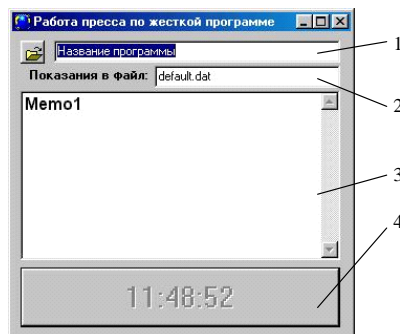 Работа пресса по жесткой программе
Название программы
1
Показания в файл: default.dat
2
Memo1
3
4
11:48:52